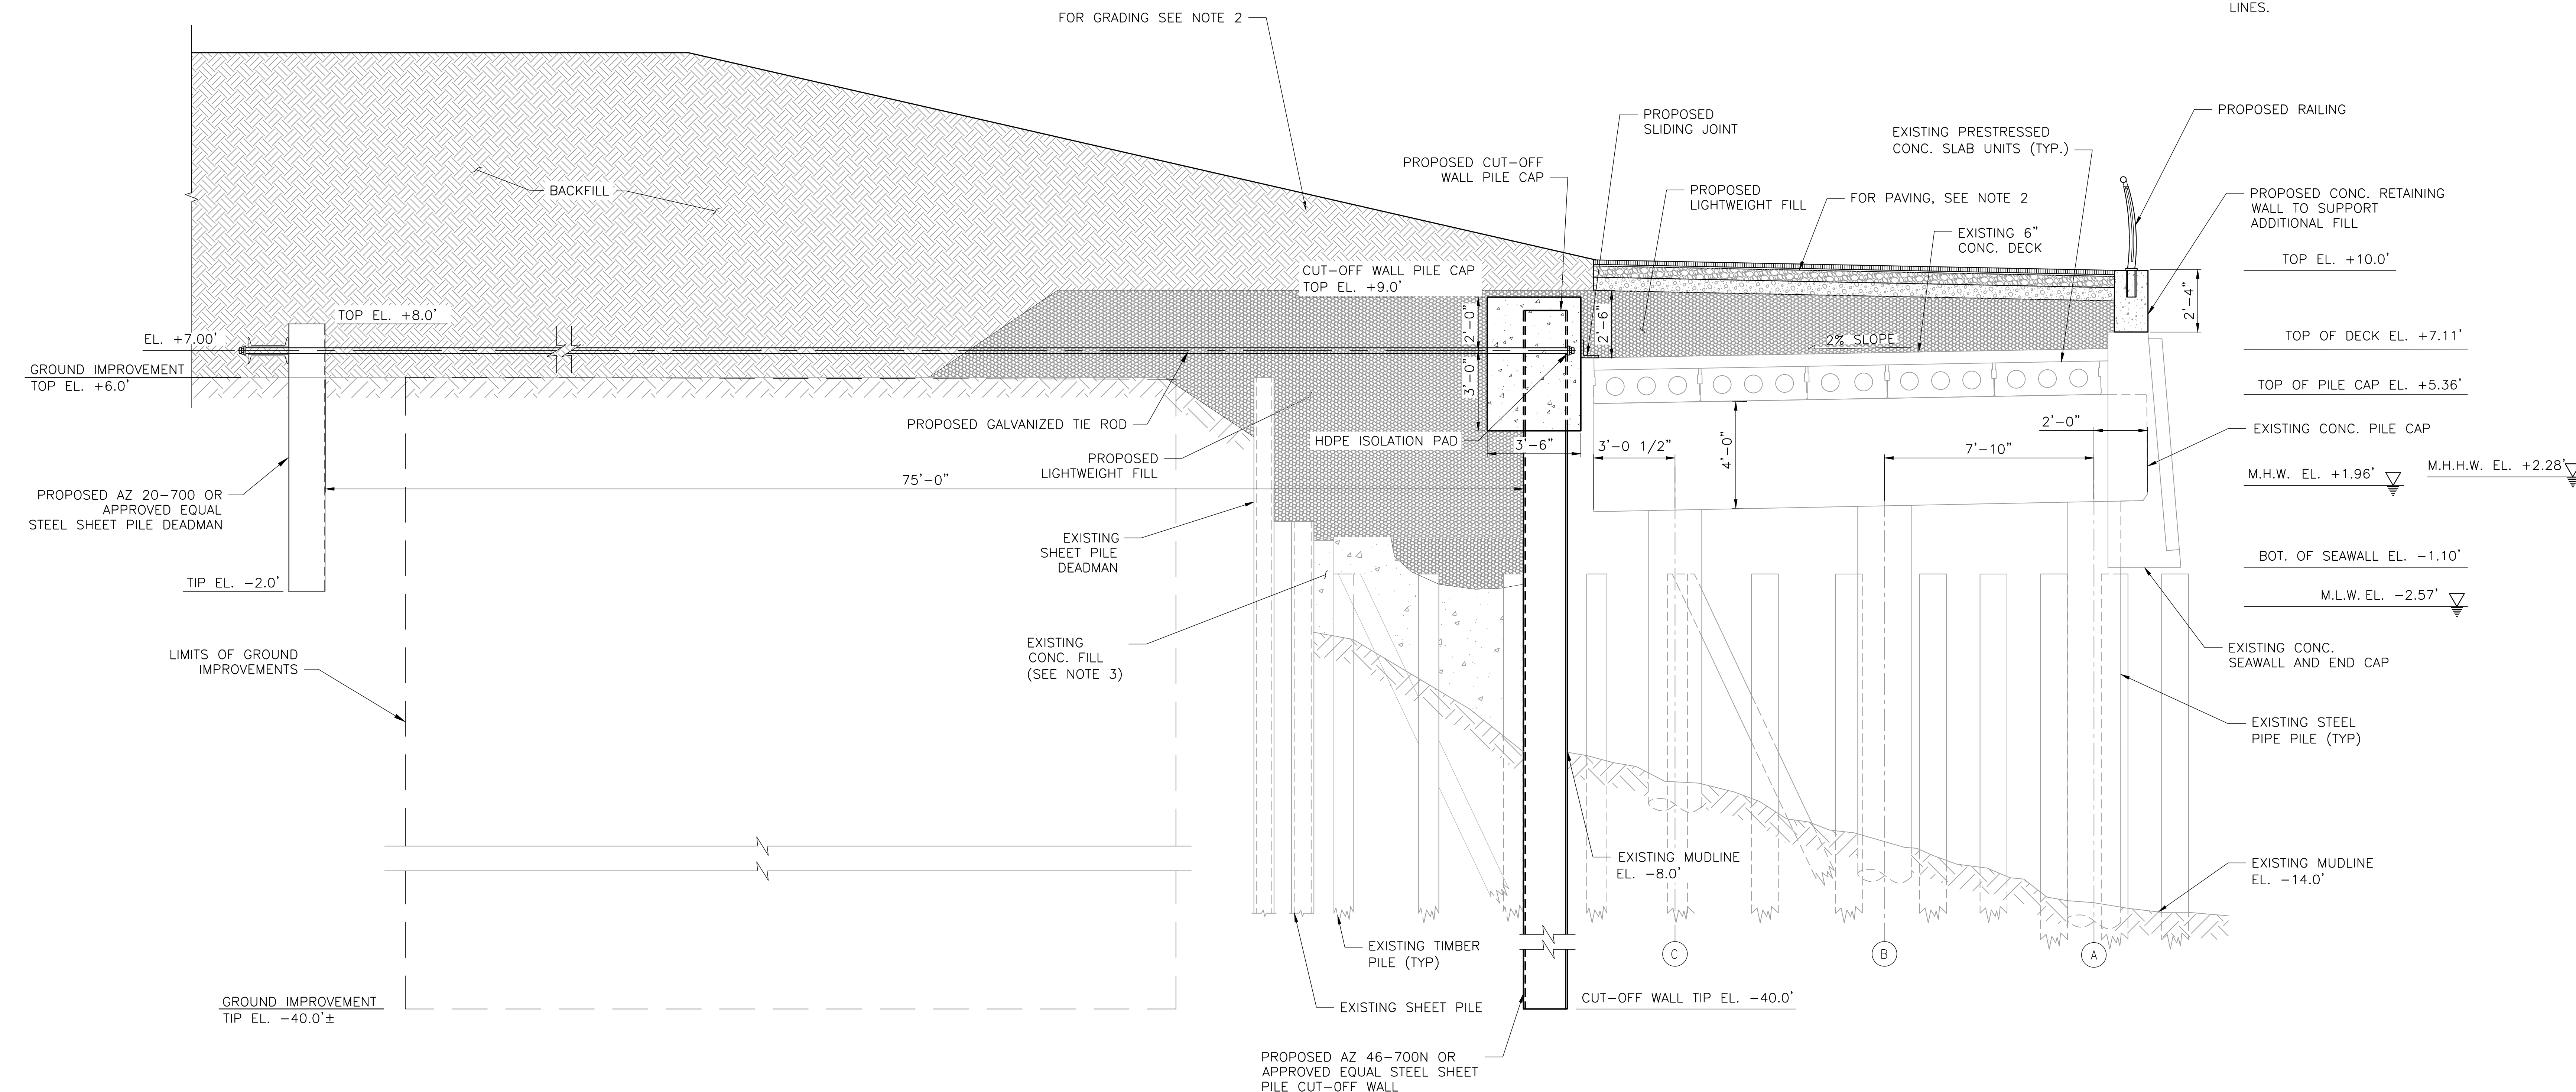 LINES.
FOR GRADING SEE NOTE 2
PROPOSED
SLIDING JOINT
PROPOSED RAILING
EXISTING PRESTRESSED
CONC. SLAB UNITS (TYP.)
PROPOSED CUT-OFF
WALL PILE CAP
BACKFILL
PROPOSED
LIGHTWEIGHT FILL
FOR PAVING, SEE NOTE 2
PROPOSED CONC. RETAINING
WALL TO SUPPORT
ADDITIONAL FILL
EXISTING 6"
CONC. DECK
TOP EL. +10.0'
CUT-OFF WALL PILE CAP
TOP EL. +9.0'
2'-4"
2'-0"
2'-6"
TOP EL. +8.0'
EL. +7.00'
2% SLOPE
TOP OF DECK EL. +7.11'
GROUND IMPROVEMENT
TOP EL. +6.0'
3'-0"
TOP OF PILE CAP EL. +5.36'
PROPOSED GALVANIZED TIE ROD
HDPE ISOLATION PAD
3'-6"
3'-0 1/2"
4'-0"
7'-10"
2'-0"
EXISTING CONC. PILE CAP
PROPOSED
LIGHTWEIGHT FILL
75'-0"
M.H.W. EL. +1.96'
M.H.H.W. EL. +2.28'
PROPOSED AZ 20-700 OR
APPROVED EQUAL
STEEL SHEET PILE DEADMAN
EXISTING
SHEET PILE
DEADMAN
TIP EL. -2.0'
BOT. OF SEAWALL EL. -1.10'
M.L.W. EL. -2.57'
EXISTING
CONC. FILL
(SEE NOTE 3)
LIMITS OF GROUND
IMPROVEMENTS
EXISTING CONC.
SEAWALL AND END CAP
EXISTING STEEL
PIPE PILE (TYP)
EXISTING MUDLINE
EL. -8.0'
EXISTING MUDLINE
EL. -14.0'
EXISTING TIMBER
PILE (TYP)
C
B
A
GROUND IMPROVEMENT
TIP EL. -40.0'±
EXISTING SHEET PILE
CUT-OFF WALL TIP EL. -40.0'
PROPOSED AZ 46-700N OR
APPROVED EQUAL STEEL SHEET
PILE CUT-OFF WALL